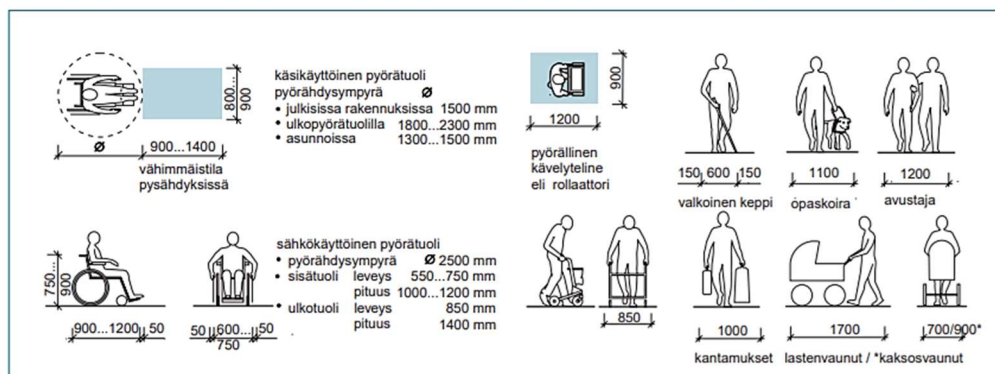 800...
900
ø
900...1400
vähimmäistila
pysähdyksissä
käsikäyttöinen pyörätuoli
pyörähdysympyrä ø
• julkisissa rakennuksissa 1500 mm
• ulkopyörätuolilla 1800...2300 mm
• asunnoissa 1300...1500 mm
900
1200
pyörällinen
kävelyteline
eli rollaattori
150 600 150
valkoinen keppi
1100
opaskoira
1200
avustaja
750...
900
900...1200 50
50 600... 50
750
sähkökäyttöinen pyörätuoli
• pyörähdysympyrä ø 2500 mm
• sisätuoli leveys 550...750 mm
pituus 1000...1200 mm
• ulkotuoli leveys 850 mm
pituus 1400 mm
850
1000
kantamukset
1700
700/900*
lastenvaunut / *kaksosvaunut